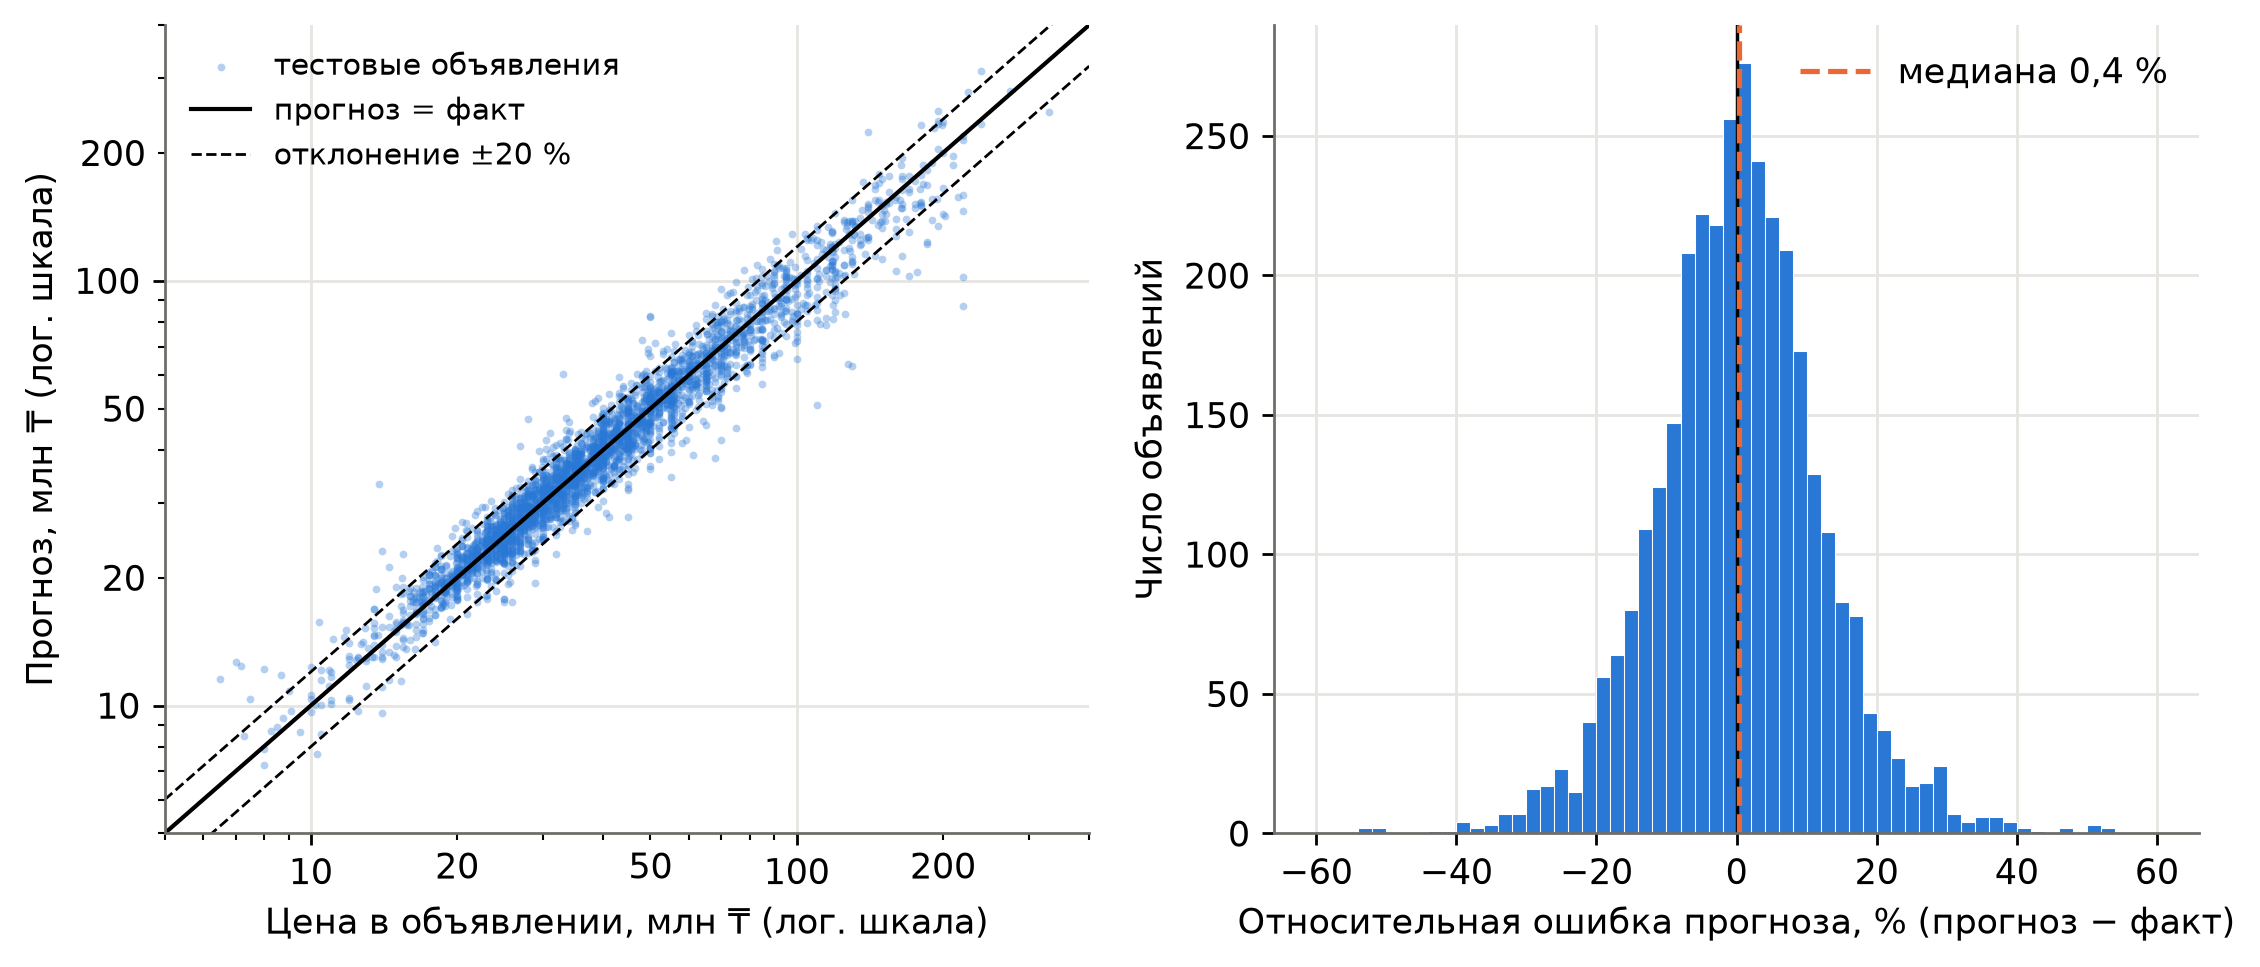 тестовые объявления
прогноз = факт
отклонение ±20 %
200
100
50
20
10
Прогноз, млн ₸ (лог. шкала)
10
20
50
100
200
Цена в объявлении, млн ₸ (лог. шкала)
медиана 0,4 %
250
200
150
100
50
0
Число объявлений
−60
−40
−20
0
20
40
60
Относительная ошибка прогноза, % (прогноз − факт)